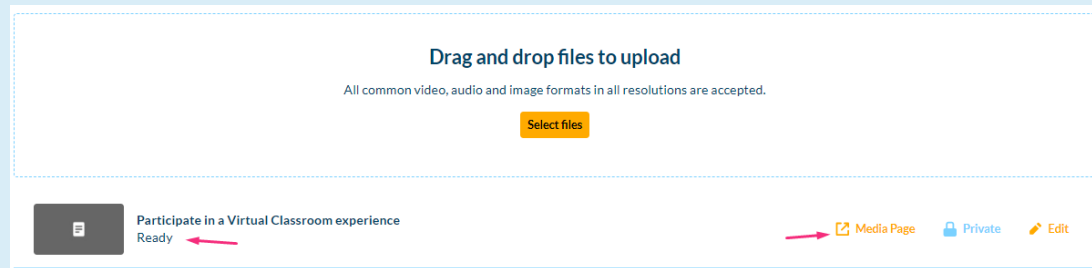 Drag and drop files to upload
All common video, audio and image formats in all resolutions are accepted.
Select files
Participate in a Virtual Classroom experience
Ready
Media Page Private Edit